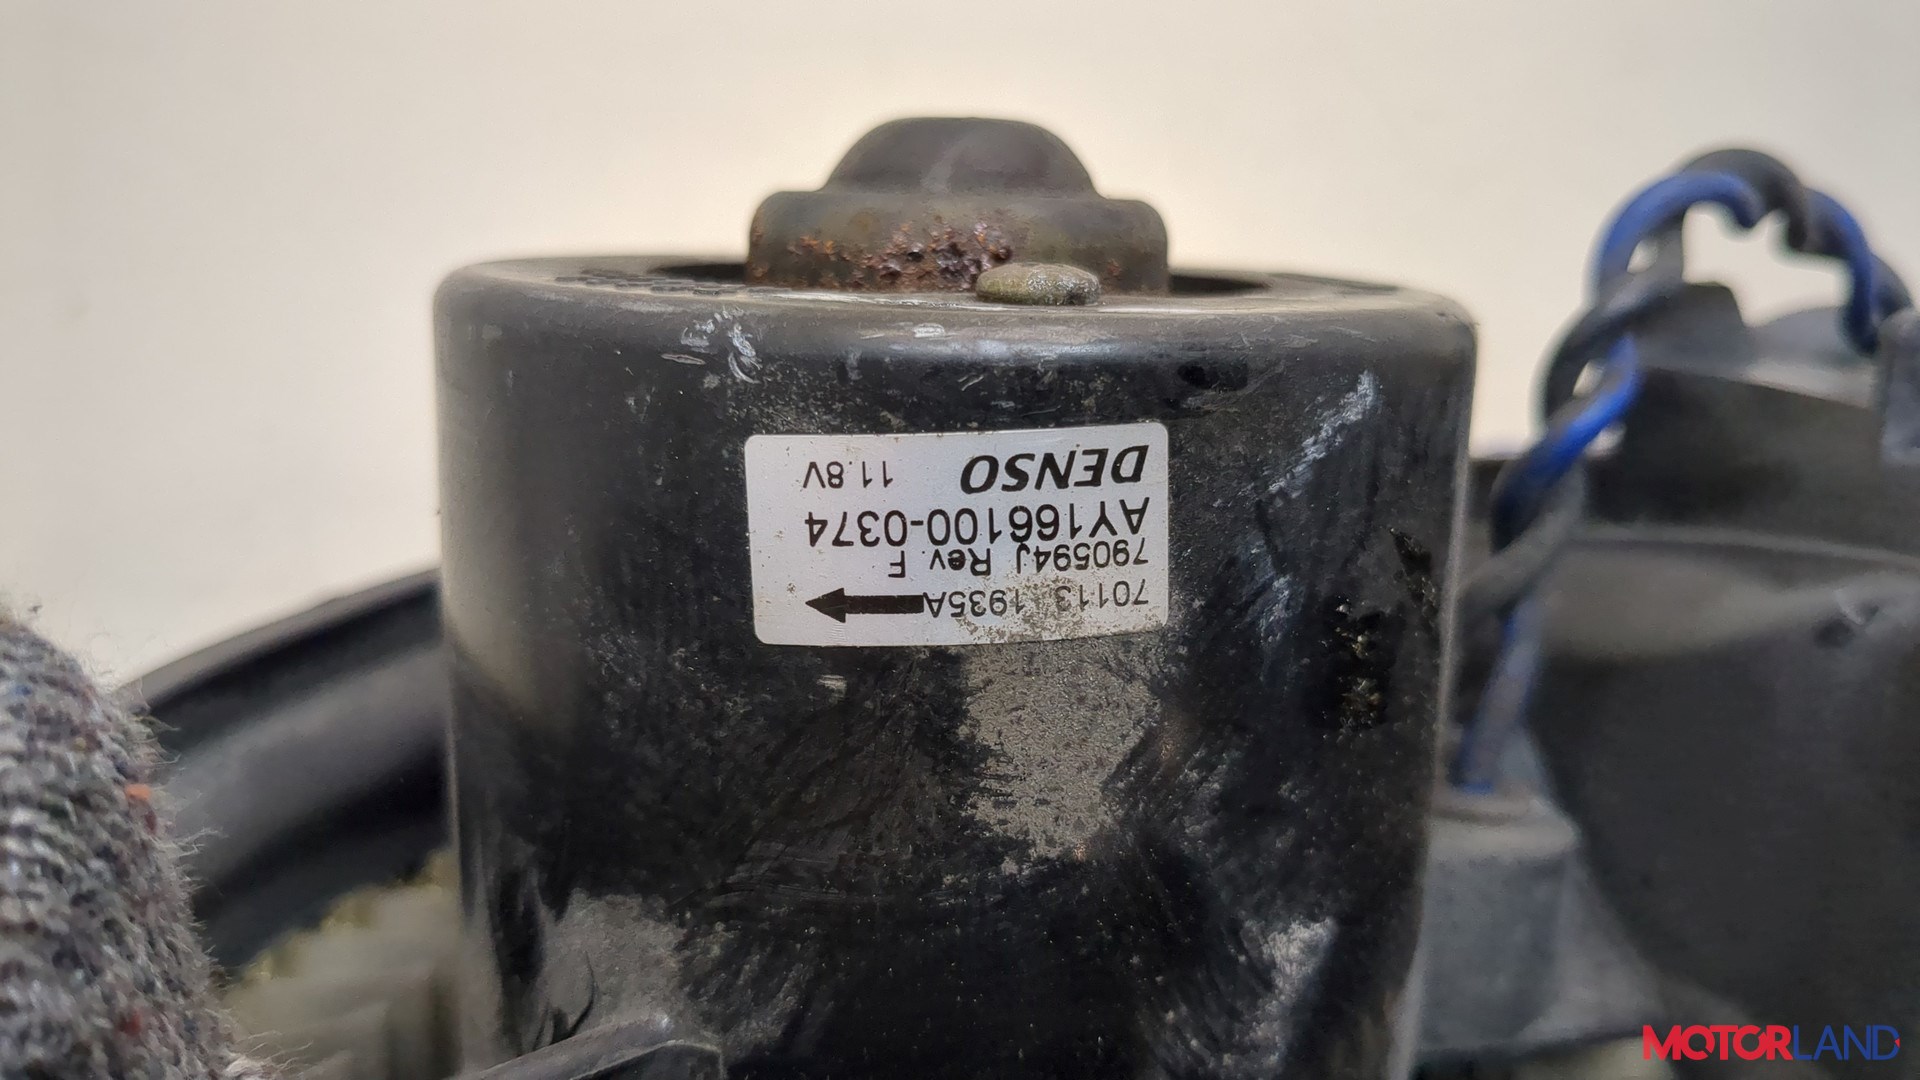 DENSO 11.8V
AY166100-0374
790594J Rev. F
70113 1935A
MOTORLAND